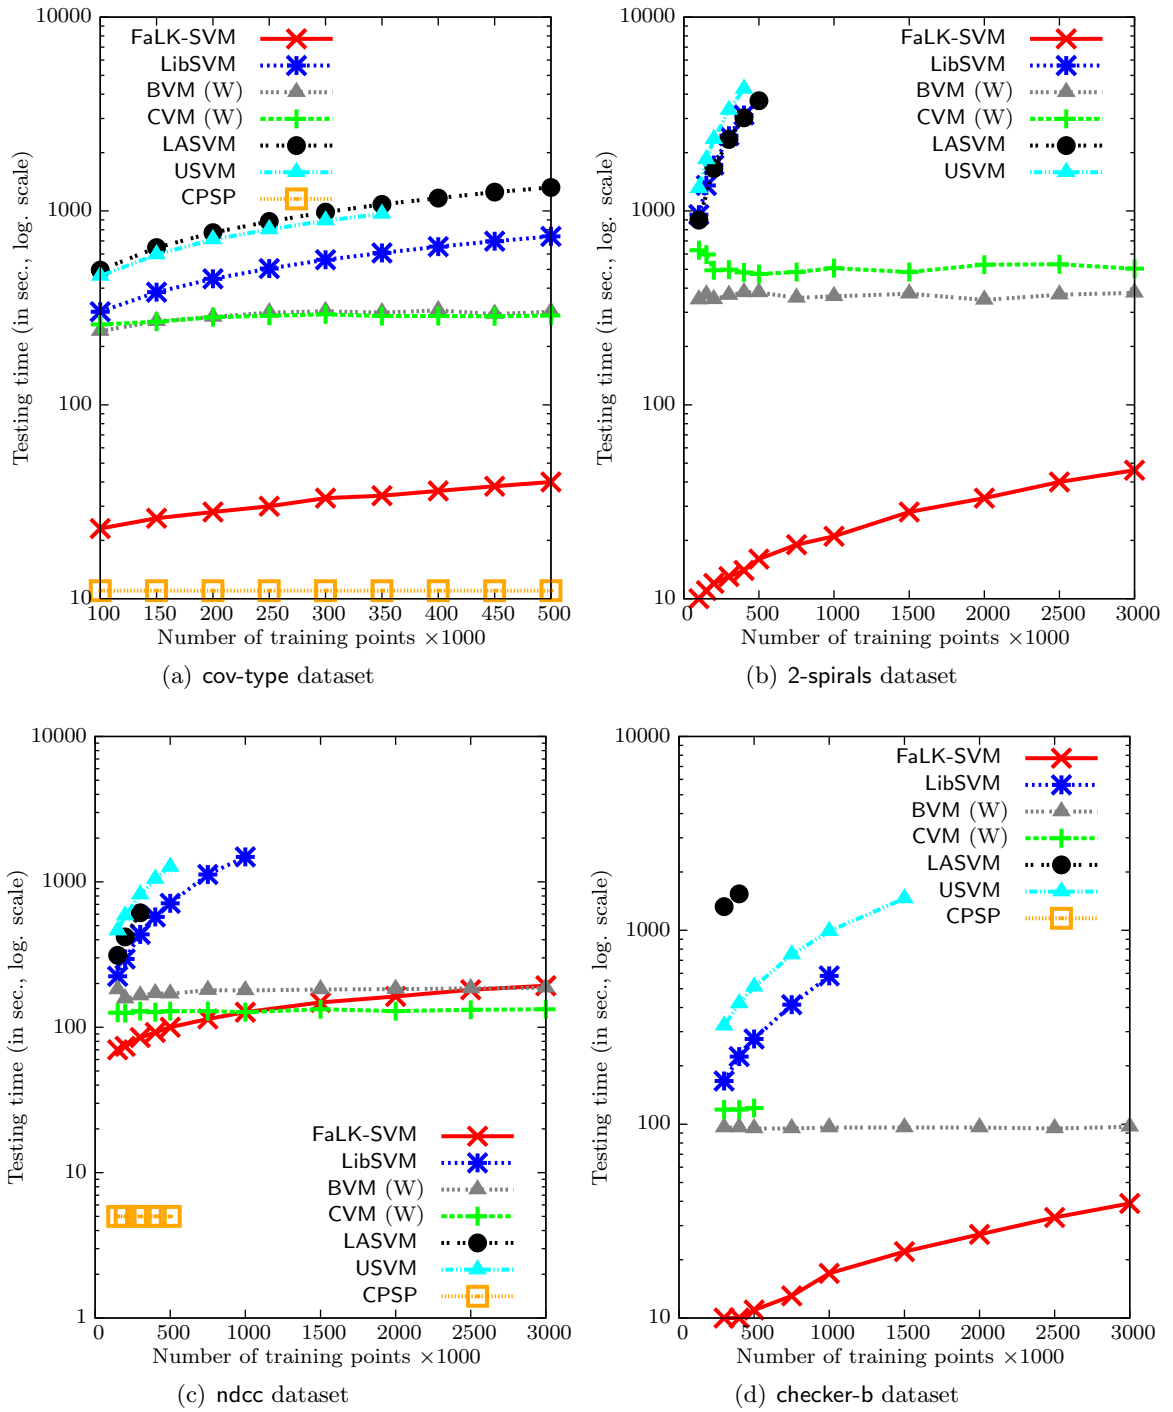 10000
1000
100
10
Testing time (in sec., log. scale)
FaLK-SVM
LibSVM
BVM (W)
CVM (W)
LASVM
USVM
CPSP
100 150 200 250 300 350 400 450 500
Number of training points ×1000
(a) cov-type dataset
10000
1000
100
10
Testing time (in sec., log. scale)
FaLK-SVM
LibSVM
BVM (W)
CVM (W)
LASVM
USVM
0 500 1000 1500 2000 2500 3000
Number of training points ×1000
(b) 2-spirals dataset
10000
1000
100
10
1
Testing time (in sec., log. scale)
FaLK-SVM
LibSVM
BVM (W)
CVM (W)
LASVM
USVM
CPSP
0 500 1000 1500 2000 2500 3000
Number of training points ×1000
(c) ndcc dataset
10000
1000
100
10
Testing time (in sec., log. scale)
FaLK-SVM
LibSVM
BVM (W)
CVM (W)
LASVM
USVM
CPSP
0 500 1000 1500 2000 2500 3000
Number of training points ×1000
(d) checker-b dataset